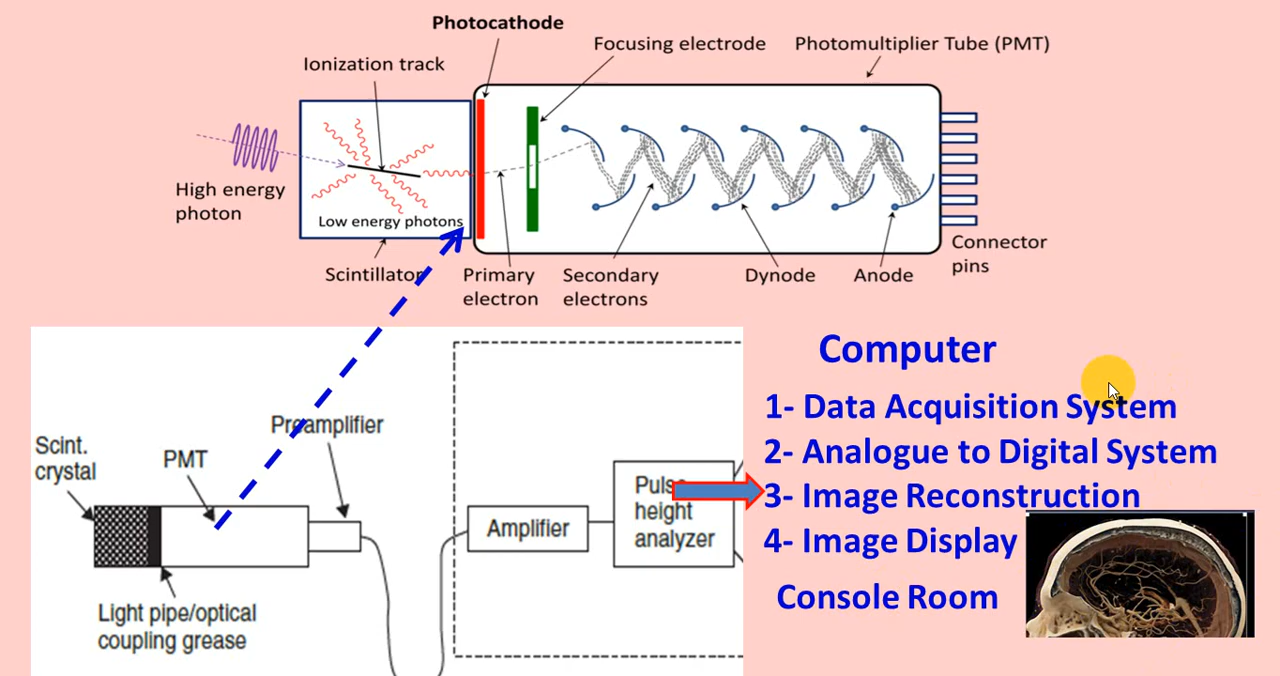 Photocathode
Focusing electrode
Photomultiplier Tube (PMT)
Ionization track
High energy
photon
Low energy photons
Scintillator
Primary
electron
Secondary
electrons
Dynode
Anode
Connector
pins
Scint.
crystal
PMT
Preamplifier
Light pipe/optical
coupling grease
Amplifier
Pulse
height
analyzer
Computer
1- Data Acquisition System
2- Analogue to Digital System
3- Image Reconstruction
4- Image Display
Console Room